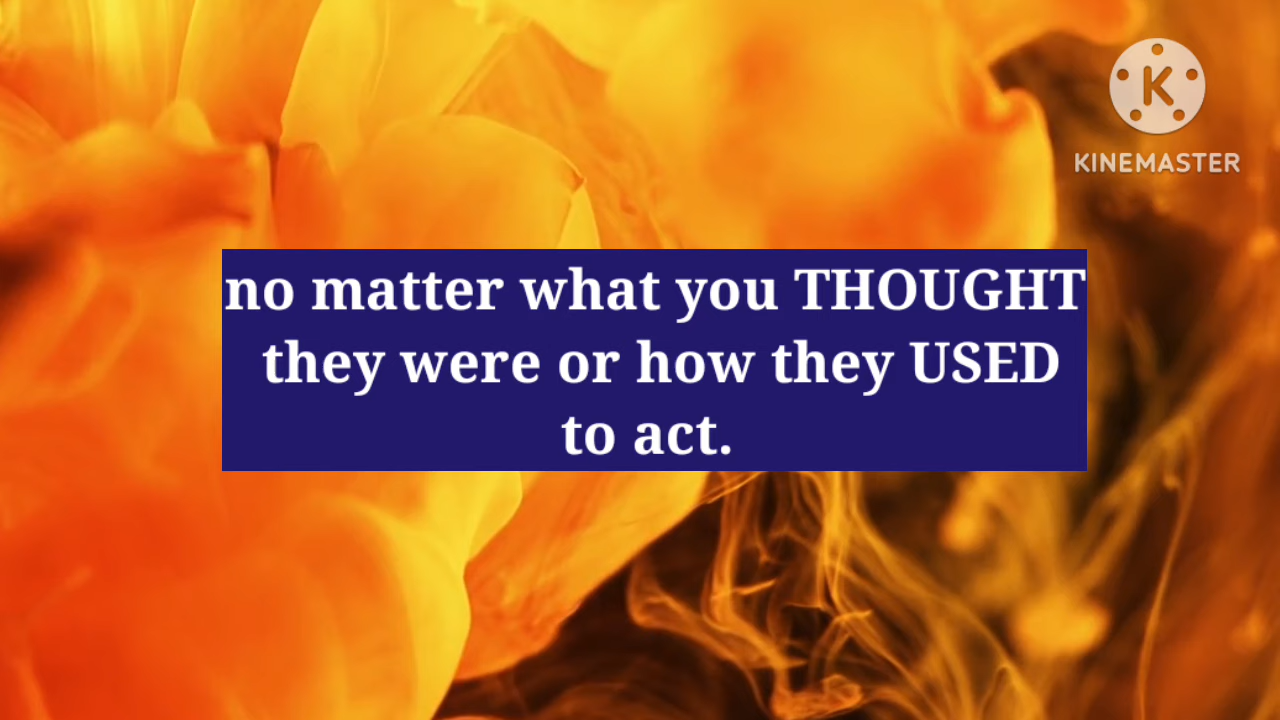 K
KINEMASTER
no matter what you THOUGHT
they were or how they USED
to act.